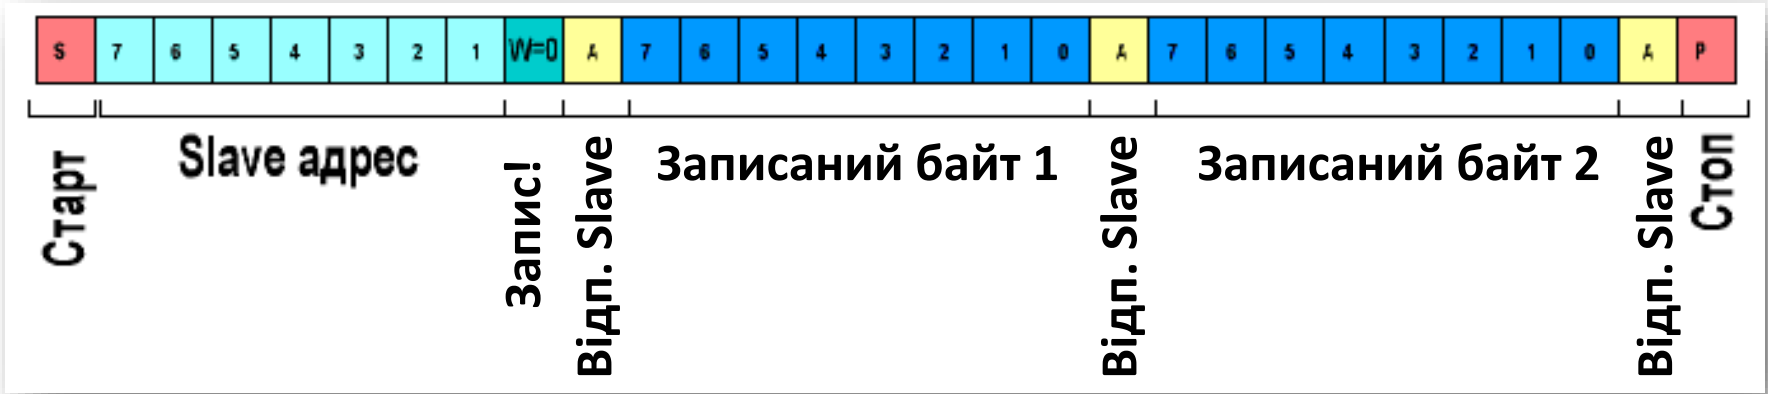 S 7 6 5 4 3 2 1 W=0 A 7 6 5 4 3 2 1 0 A 7 6 5 4 3 2 1 0 A P
Старт
Slave адрес
Запис!
Відп. Slave
Записаний байт 1
Відп. Slave
Записаний байт 2
Відп. Slave
Стоп